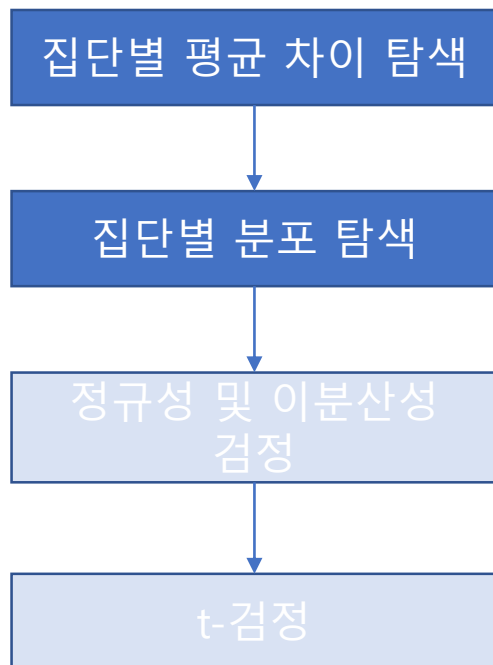 집단별 평균 차이 탐색
집단별 분포 탐색
정규성 및 이분산성
검정
t-검정